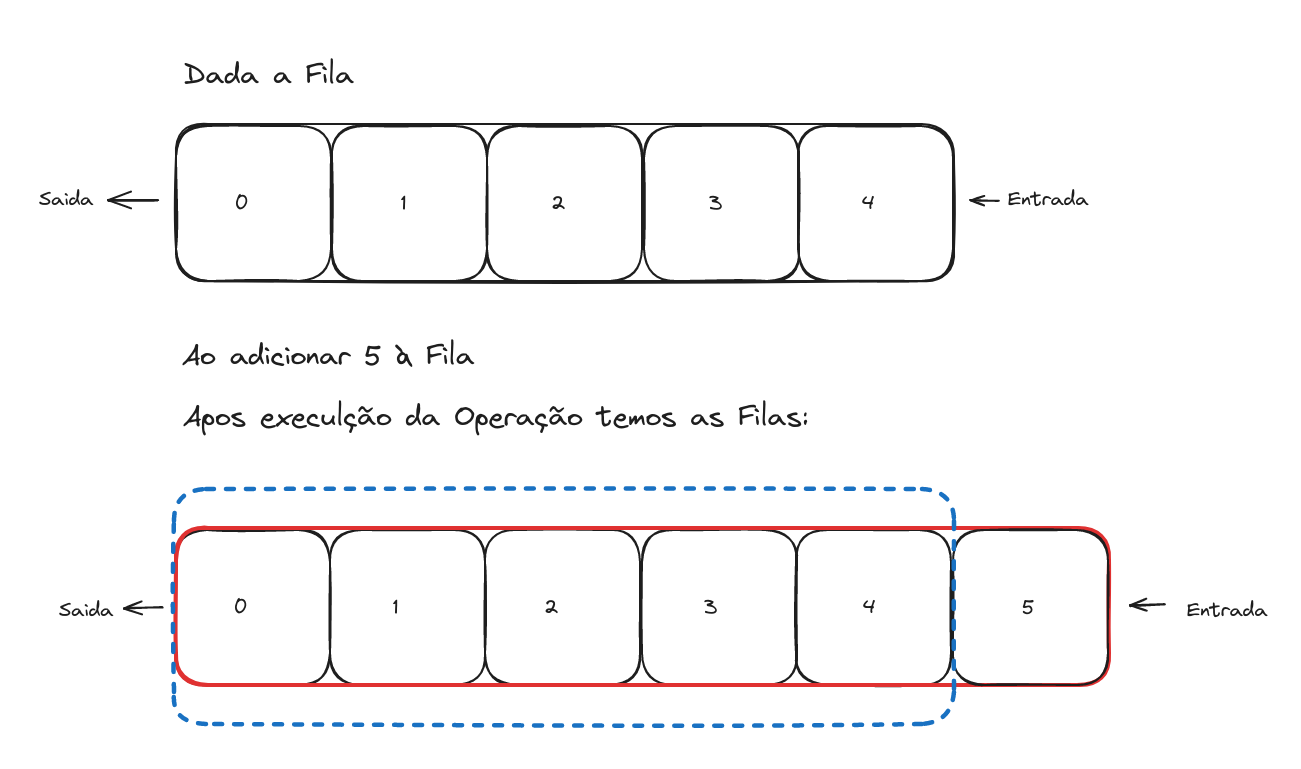 Dada a Fila
Saida
0 1 2 3 4
Entrada
Ao adicionar 5 à Fila
Apos execulção da Operação temos as Filas:
Saida
0 1 2 3 4 5
Entrada